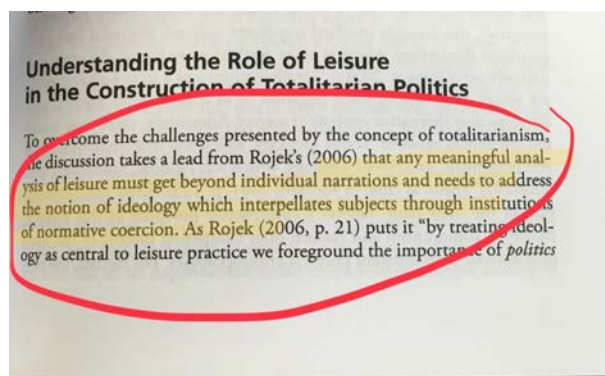 Understanding the Role of Leisure
in the Construction of Totalitarian Politics
To overcome the challenges presented by the concept of totalitarianism,
the discussion takes a lead from Rojek's (2006) that any meaningful anal-
ysis of leisure must get beyond individual narrations and needs to address
the notion of ideology which interpellates subjects through institutions
of normative coercion. As Rojek (2006, p. 21) puts it "by treating ideol-
ogy as central to leisure practice we foreground the importance of politics